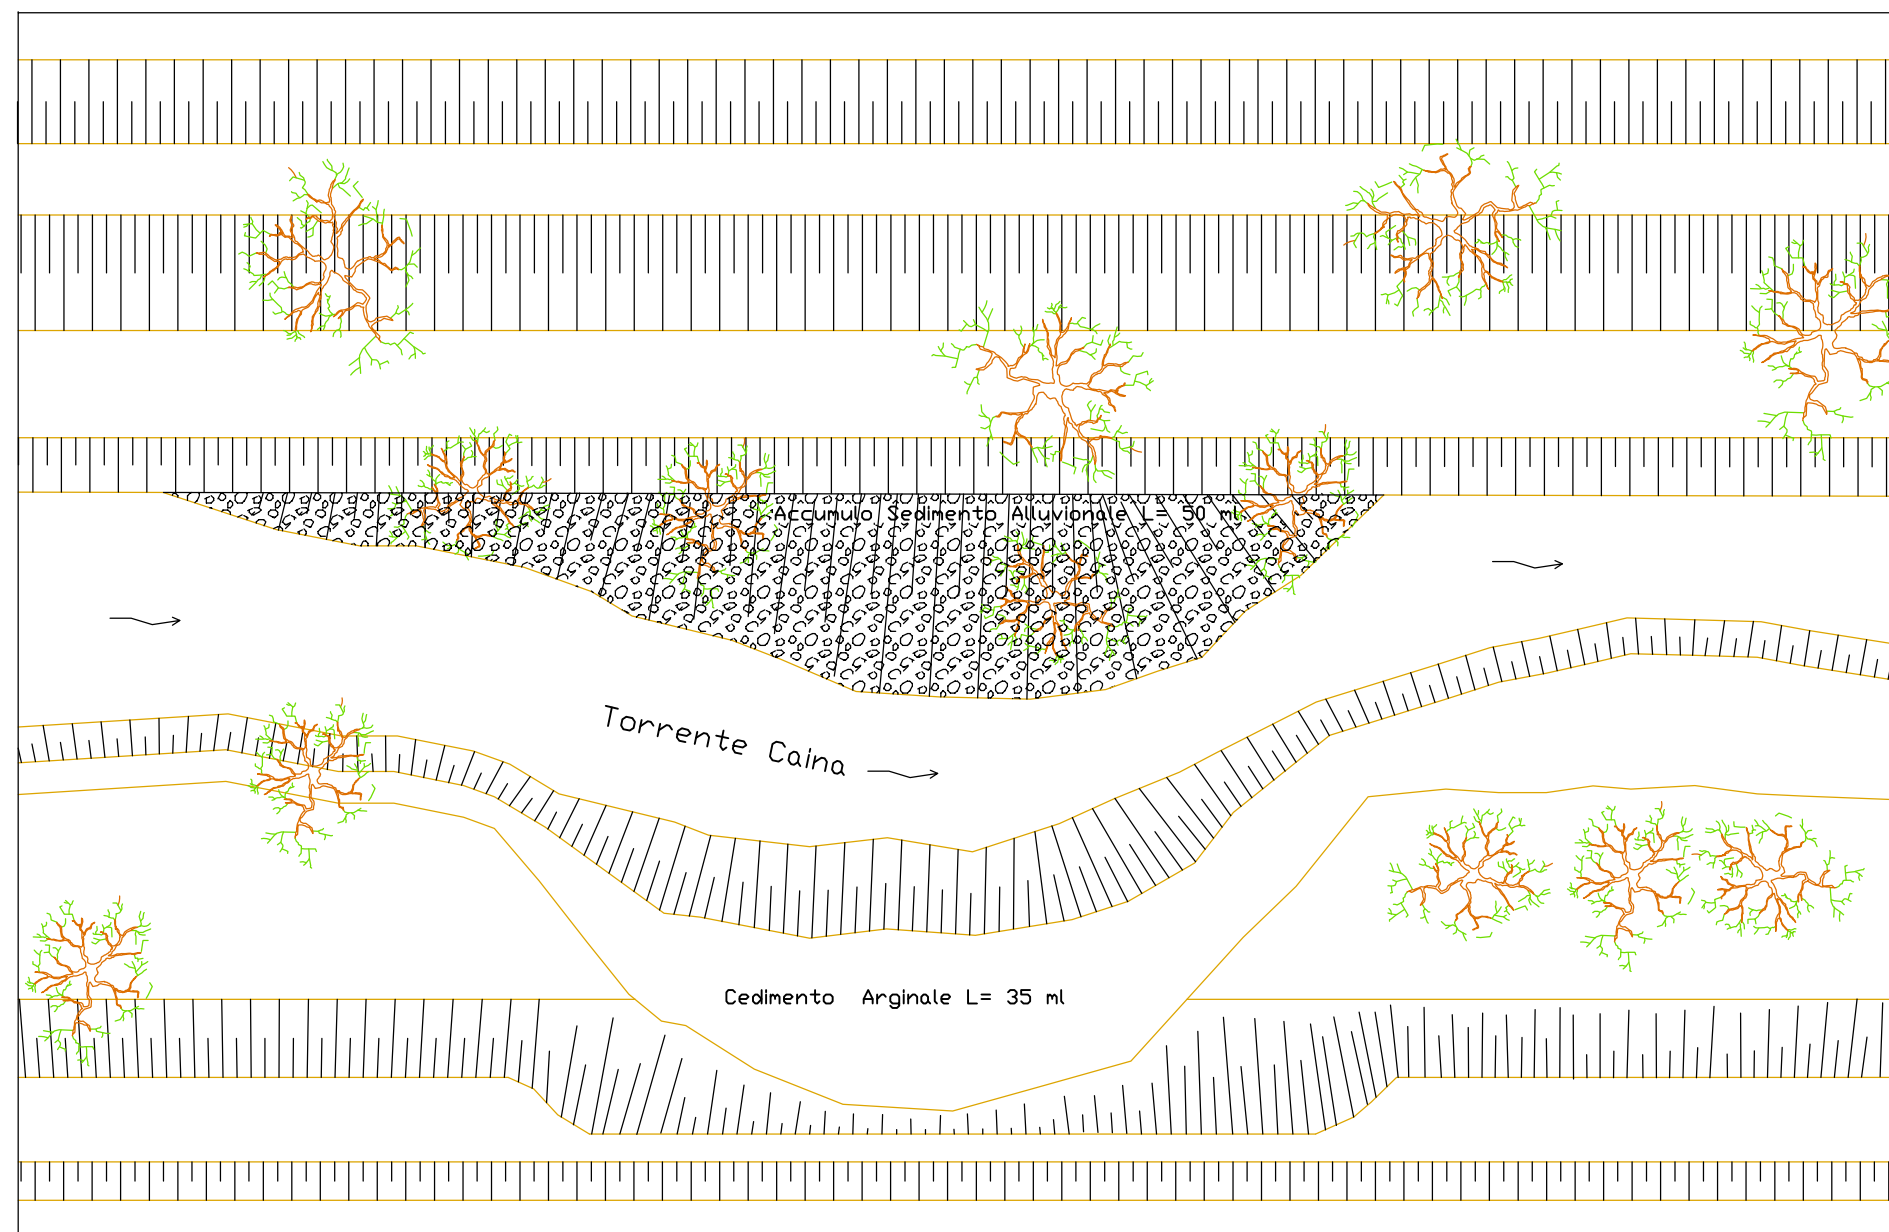 Accumulo Sedimento Alluvionale L= 50 ml
Torrente Caina
Cedimento Arginale L= 35 ml